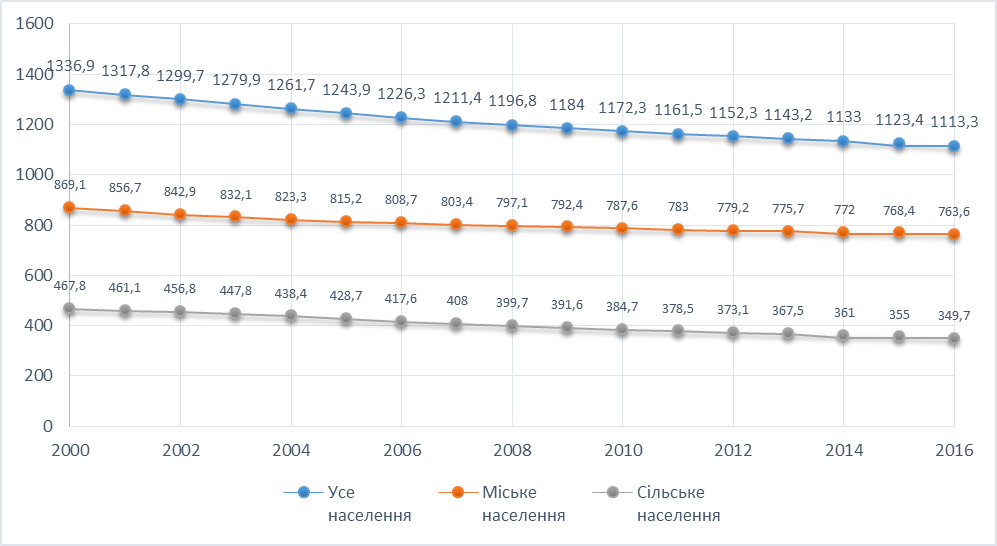 1600
1400
1200
1000
800
600
400
200
0
1336,9 1317,8 1299,7 1279,9 1261,7 1243,9 1226,3 1211,4 1196,8 1184 1172,3 1161,5 1152,3 1143,2 1133 1123,4 1113,3
869,1 856,7 842,9 832,1 823,3 815,2 808,7 803,4 797,1 792,4 787,6 783 779,2 775,7 772 768,4 763,6
467,8 461,1 456,8 447,8 438,4 428,7 417,6 408 399,7 391,6 384,7 378,5 373,1 367,5 361 355 349,7
2000 2002 2004 2006 2008 2010 2012 2014 2016
Усе
населення
Міське
населення
Сільське
населення